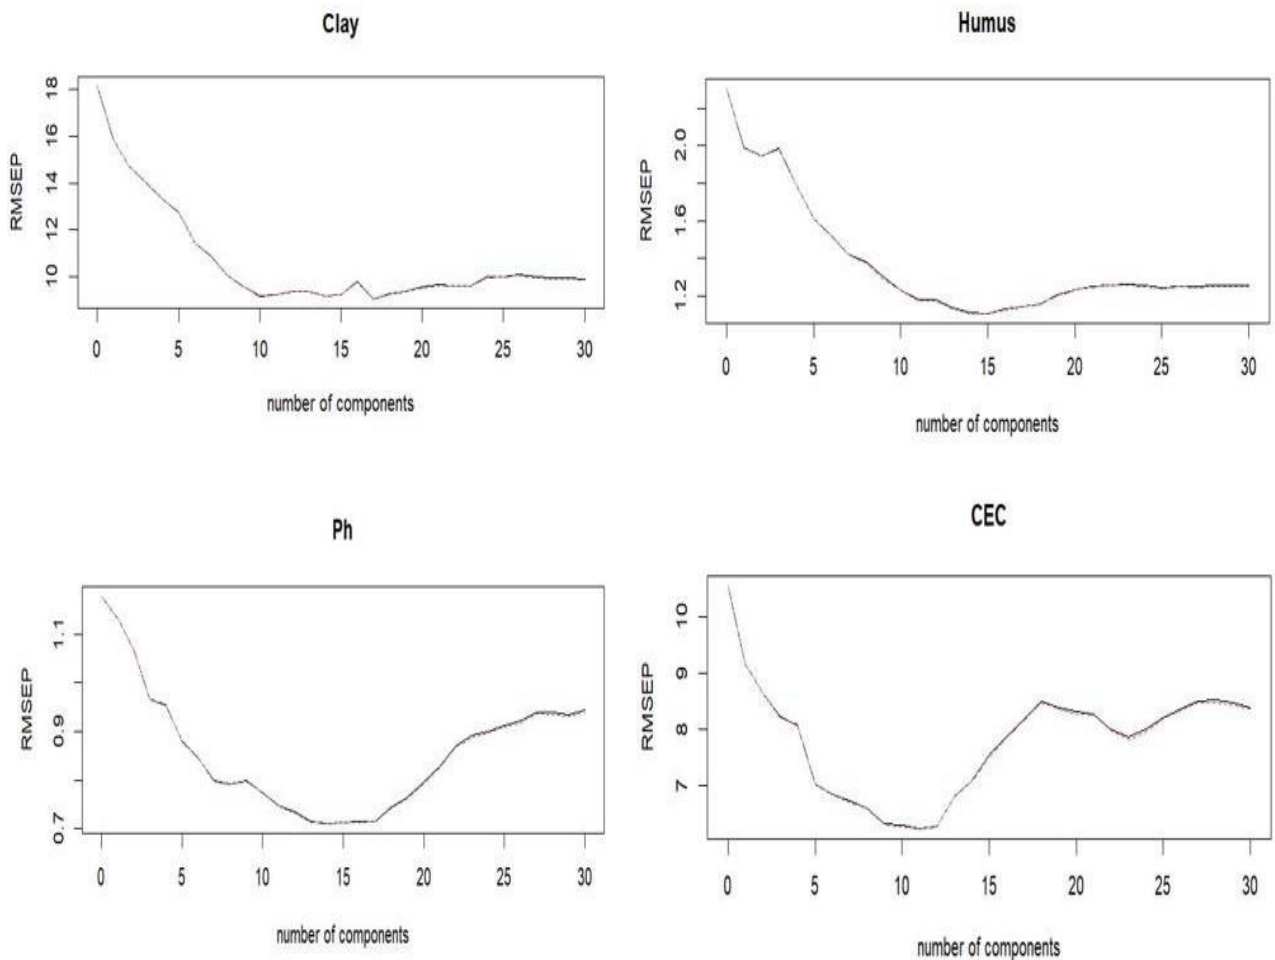 Clay
RMSEP
18
16
14
12
10
0 5 10 15 20 25 30
number of components
Humus
RMSEP
2.0
1.6
1.2
0 5 10 15 20 25 30
number of components
Ph
RMSEP
1.1
0.9
0.7
0 5 10 15 20 25 30
number of components
CEC
RMSEP
10
9
8
7
0 5 10 15 20 25 30
number of components